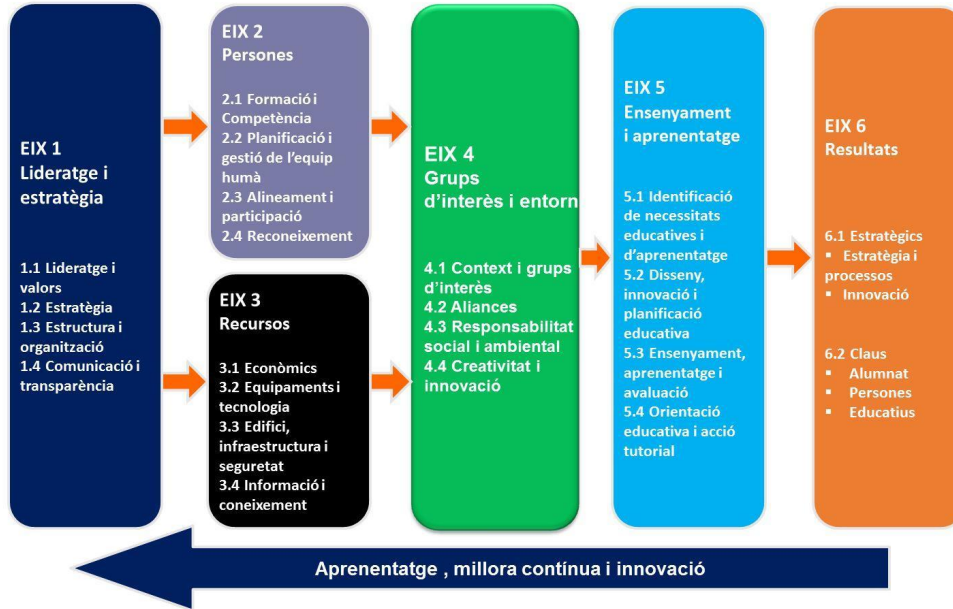 EIX 1
Lideratge i
estratègia
1.1 Lideratge i
valors
1.2 Estratègia
1.3 Estructura i
organització
1.4 Comunicació i
transparència
EIX 2
Persones
2.1 Formació i
Competència
2.2 Planificació i
gestió de l’equip
humà
2.3 Alineament i
participació
2.4 Reconeixement
EIX 3
Recursos
3.1 Econòmics
3.2 Equipaments i
tecnologia
3.3 Edifici,
infraestructura i
seguretat
3.4 Informació i
coneixement
EIX 4
Grups
d’interès i entorn
4.1 Context i grups
d’interès
4.2 Aliances
4.3 Responsabilitat
social i ambiental
4.4 Creativitat i
innovació
EIX 5
Ensenyament
i aprenentatge
5.1 Identificació
de necessitats
educatives i
d’aprenentatge
5.2 Disseny,
innovació i
planificació
educativa
5.3 Ensenyament,
aprenentatge i
avaluació
5.4 Orientació
educativa i acció
tutorial
EIX 6
Resultats
6.1 Estratègics
▪ Estratègia i
processos
▪ Innovació
6.2 Claus
▪ Alumnat
▪ Persones
▪ Educatius
Aprenentatge , millora contínua i innovació